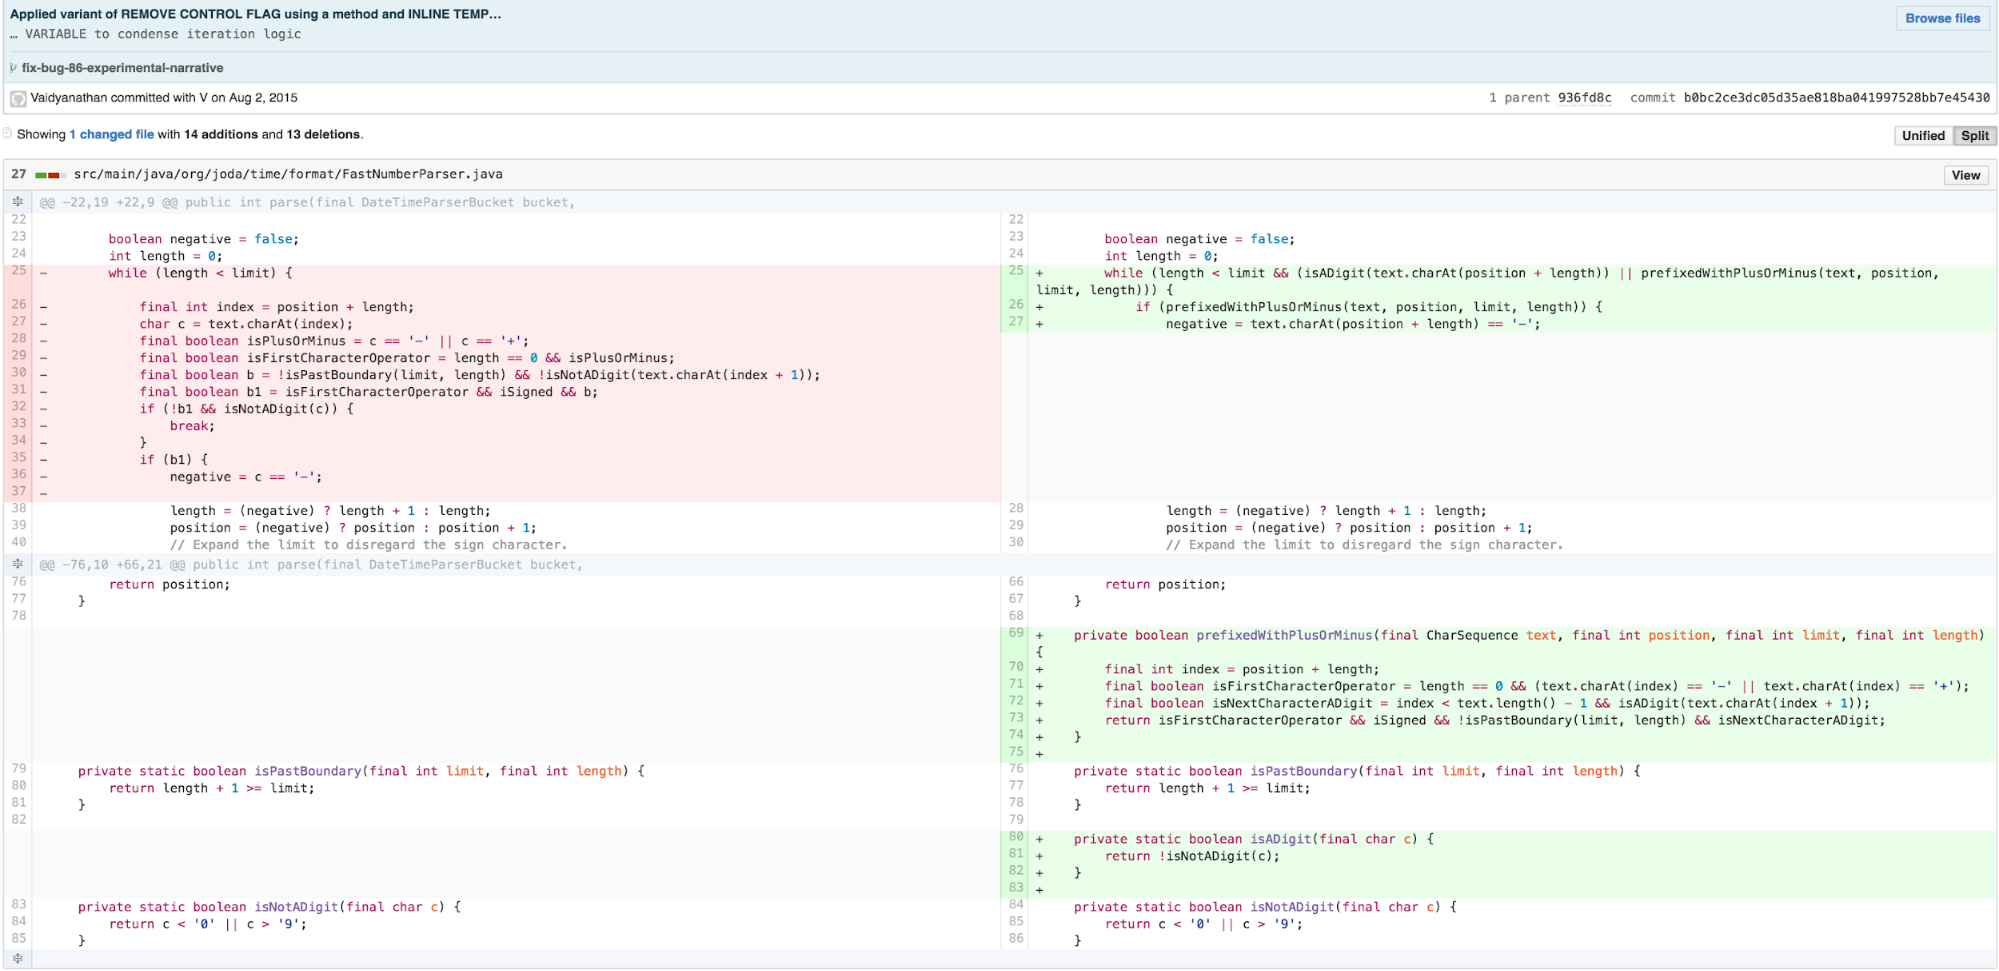 Applied variant of REMOVE CONTROL FLAG using a method and INLINE TEMP…
Browse files
… VARIABLE to condense iteration logic
fix-bug-86-experimental-narrative
Vaidyanathan committed with V on Aug 2, 2015
1 parent 936fd8c commit b0bc2ce3dc05d35ae818ba041997528bb7e45430
Showing 1 changed file with 14 additions and 13 deletions.
Unified Split
27 src/main/java/org/joda/time/format/FastNumberParser.java
View
@@ -22,19 +22,9 @@ public int parse(final DateTimeParserBucket bucket,
22
23 boolean negative = false;
24 int length = 0;
25 - while (length < limit) {
26 - final int index = position + length;
27 - char c = text.charAt(index);
28 - final boolean isPlusOrMinus = c == '-' || c == '+';
29 - final boolean isFirstCharacterOperator = length == 0 && isPlusOrMinus;
30 - final boolean b = !isPastBoundary(limit, length) && !isNotADigit(text.charAt(index + 1));
31 - final boolean b1 = isFirstCharacterOperator && iSigned && b;
32 - if (!b1 && isNotADigit(c)) {
33 - break;
34 - }
35 - if (b1) {
36 - negative = c == '-';
37 -
38 length = (negative) ? length + 1 : length;
39 position = (negative) ? position : position + 1;
40 // Expand the limit to disregard the sign character.
22
23 boolean negative = false;
24 int length = 0;
25 + while (length < limit && (isADigit(text.charAt(position + length)) || prefixedWithPlusOrMinus(text, position,
limit, length))) {
26 + if (prefixedWithPlusOrMinus(text, position, limit, length)) {
27 + negative = text.charAt(position + length) == '-';
28 length = (negative) ? length + 1 : length;
29 position = (negative) ? position : position + 1;
30 // Expand the limit to disregard the sign character.
@@ -76,10 +66,21 @@ public int parse(final DateTimeParserBucket bucket,
76 return position;
77 }
78
79 private static boolean isPastBoundary(final int limit, final int length) {
80 return length + 1 >= limit;
81 }
82
83 private static boolean isNotADigit(final char c) {
84 return c < '0' || c > '9';
85 }
66 return position;
67 }
68
69 + private boolean prefixedWithPlusOrMinus(final CharSequence text, final int position, final int limit, final int length)
{
70 + final int index = position + length;
71 + final boolean isFirstCharacterOperator = length == 0 && (text.charAt(index) == '-' || text.charAt(index) == '+');
72 + final boolean isNextCharacterADigit = index < text.length() - 1 && isADigit(text.charAt(index + 1));
73 + return isFirstCharacterOperator && iSigned && !isPastBoundary(limit, length) && isNextCharacterADigit;
74 + }
75 +
76 private static boolean isPastBoundary(final int limit, final int length) {
77 return length + 1 >= limit;
78 }
79
80 + private static boolean isADigit(final char c) {
81 + return !isNotADigit(c);
82 + }
83 +
84 private static boolean isNotADigit(final char c) {
85 return c < '0' || c > '9';
86 }